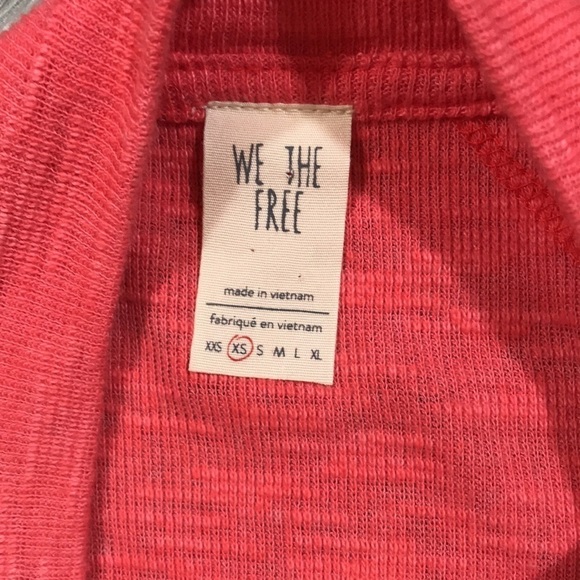 WE THE
FREE
made in vietnam
fabriqué en vietnam
XXS XS S M L XL